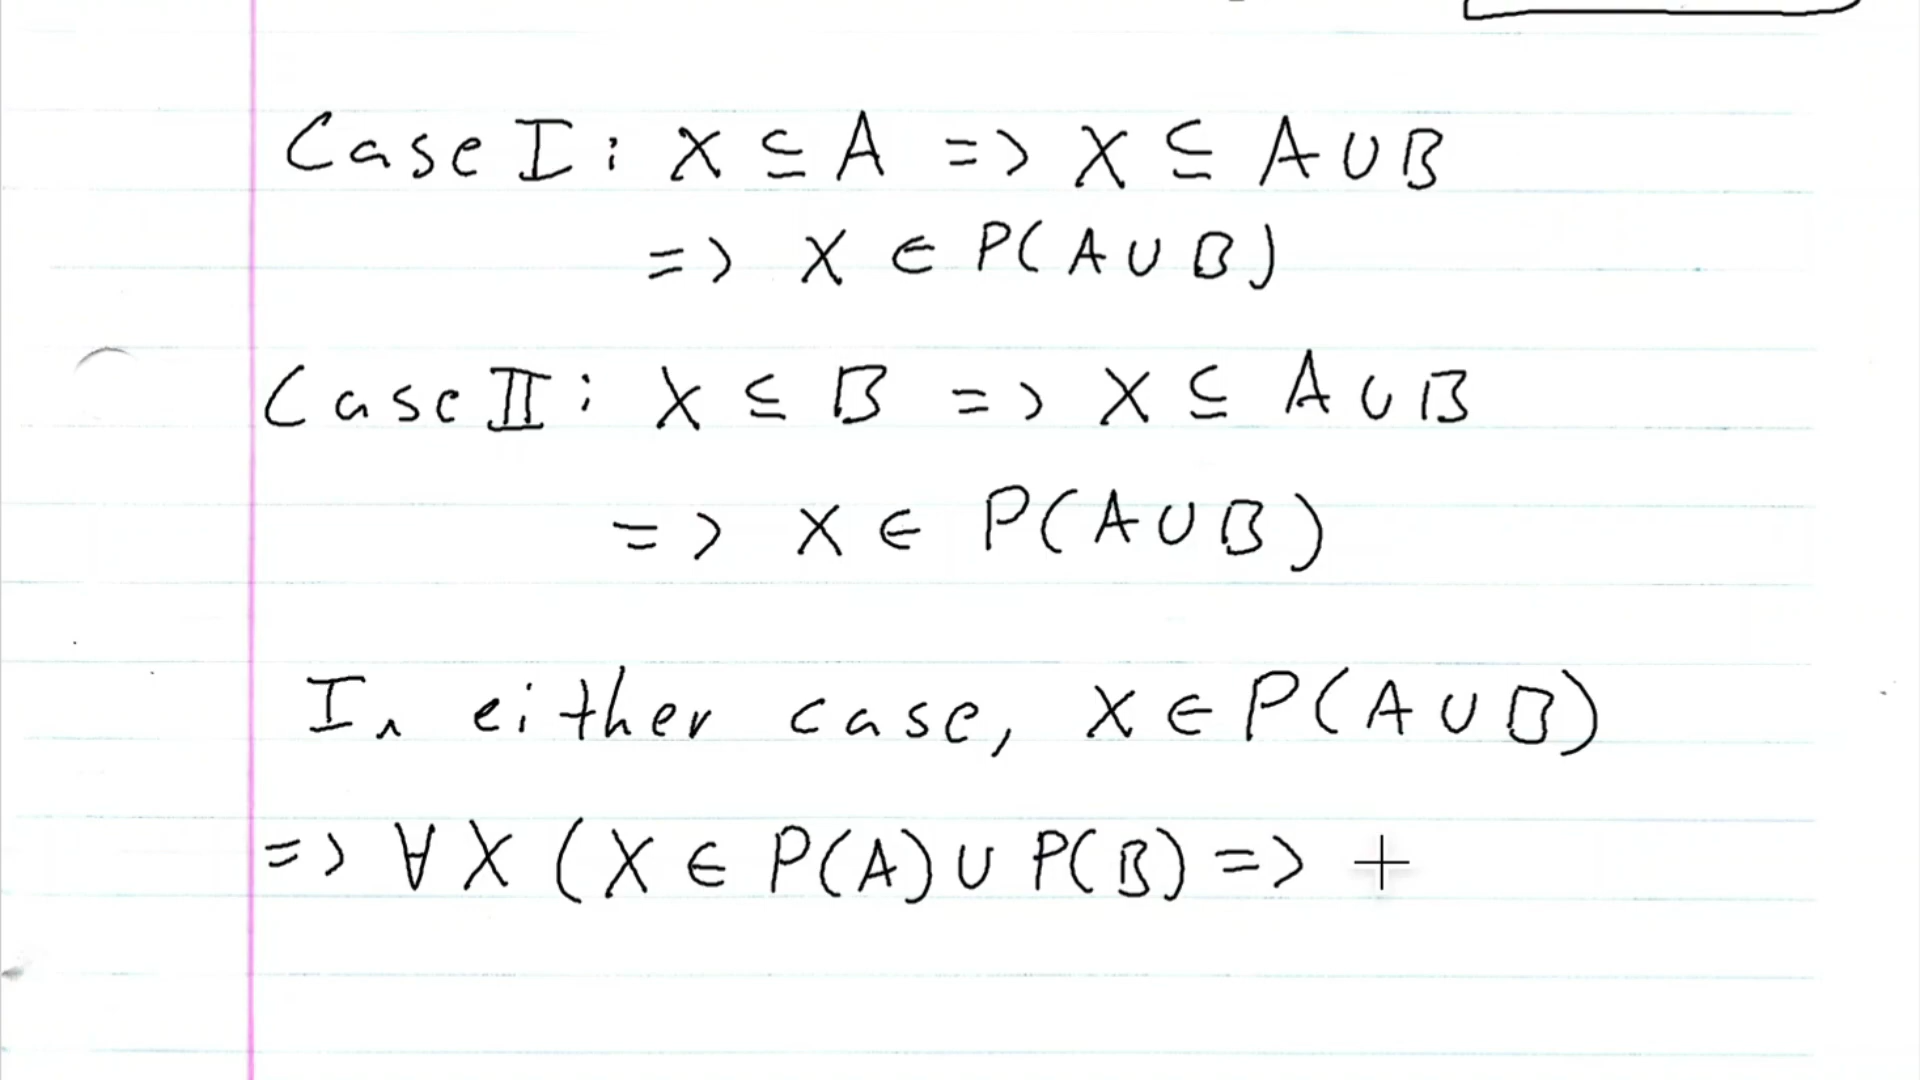 Case I: X ⊆ A => X ⊆ A ∪ B
=> X ∈ P(A ∪ B)
Case II: X ⊆ B => X ⊆ A ∪ B
=> X ∈ P(A ∪ B)
In either case, X ∈ P(A ∪ B)
=> ∀ X (X ∈ P(A) ∪ P(B) =>